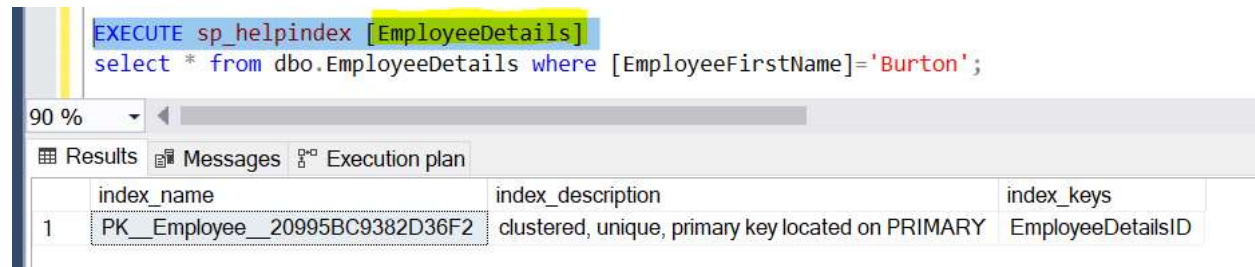 EXECUTE sp_helpindex [EmployeeDetails]
select * from dbo.EmployeeDetails where [EmployeeFirstName]='Burton';
90 %
Results Messages Execution plan
index_name index_description index_keys
1 PK__Employee__20995BC9382D36F2 clustered, unique, primary key located on PRIMARY EmployeeDetailsID